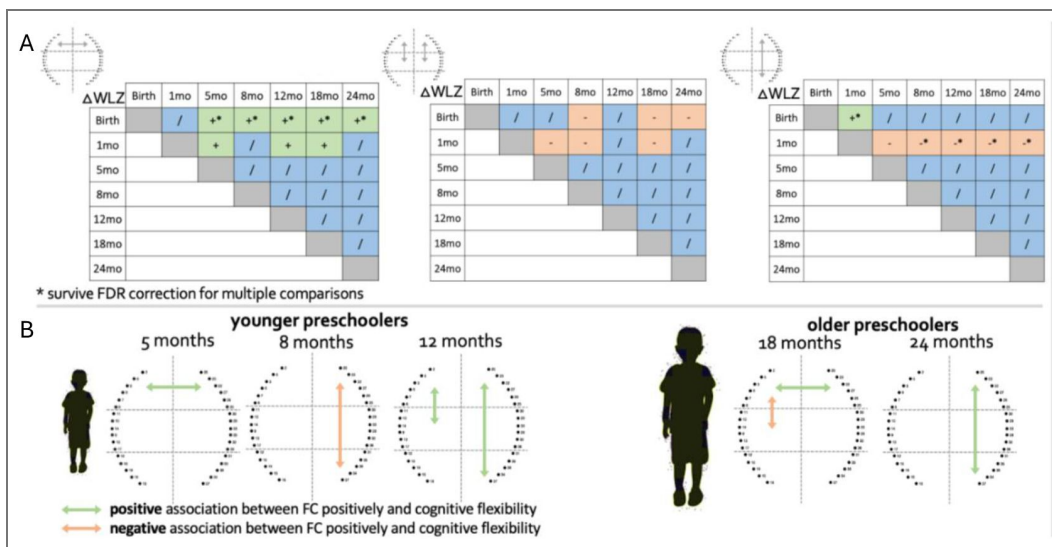 A
ΔWLZ Birth 1mo 5mo 8mo 12mo 18mo 24mo
Birth / +* +* +* +* +*
1mo + / + + /
5mo / / / /
8mo / / /
12mo / /
18mo /
24mo
ΔWLZ Birth 1mo 5mo 8mo 12mo 18mo 24mo
Birth / / - / - -
1mo - - / - /
5mo / / / /
8mo / / /
12mo / /
18mo /
24mo
ΔWLZ Birth 1mo 5mo 8mo 12mo 18mo 24mo
Birth +* / / / / /
1mo - -* -* -* -*
5mo / / / /
8mo / / /
12mo / /
18mo /
24mo
* survive FDR correction for multiple comparisons
B
younger preschoolers
5 months 8 months 12 months
older preschoolers
18 months 24 months
positive association between FC positively and cognitive flexibility
negative association between FC positively and cognitive flexibility